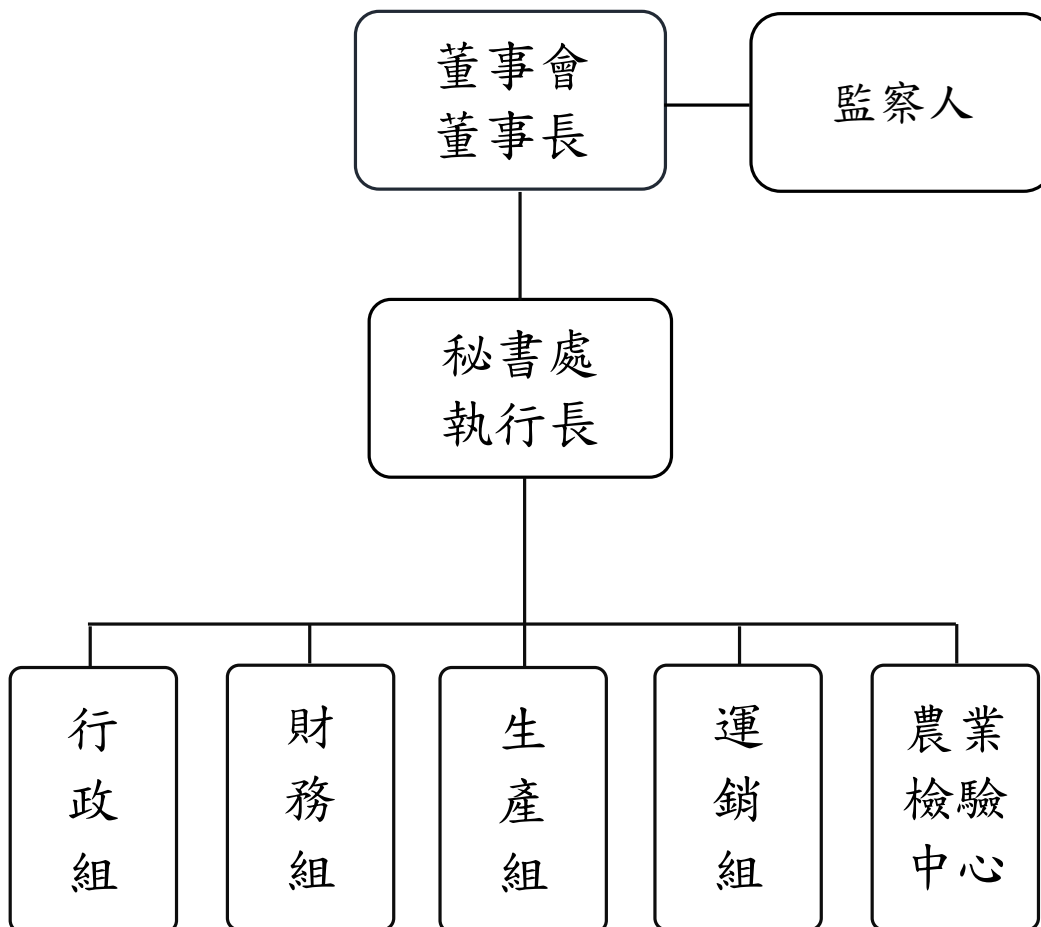 董事會
董事長
監察人
秘書處
執行長
行
政
組
財
務
組
生
產
組
運
銷
組
農業
檢驗
中心